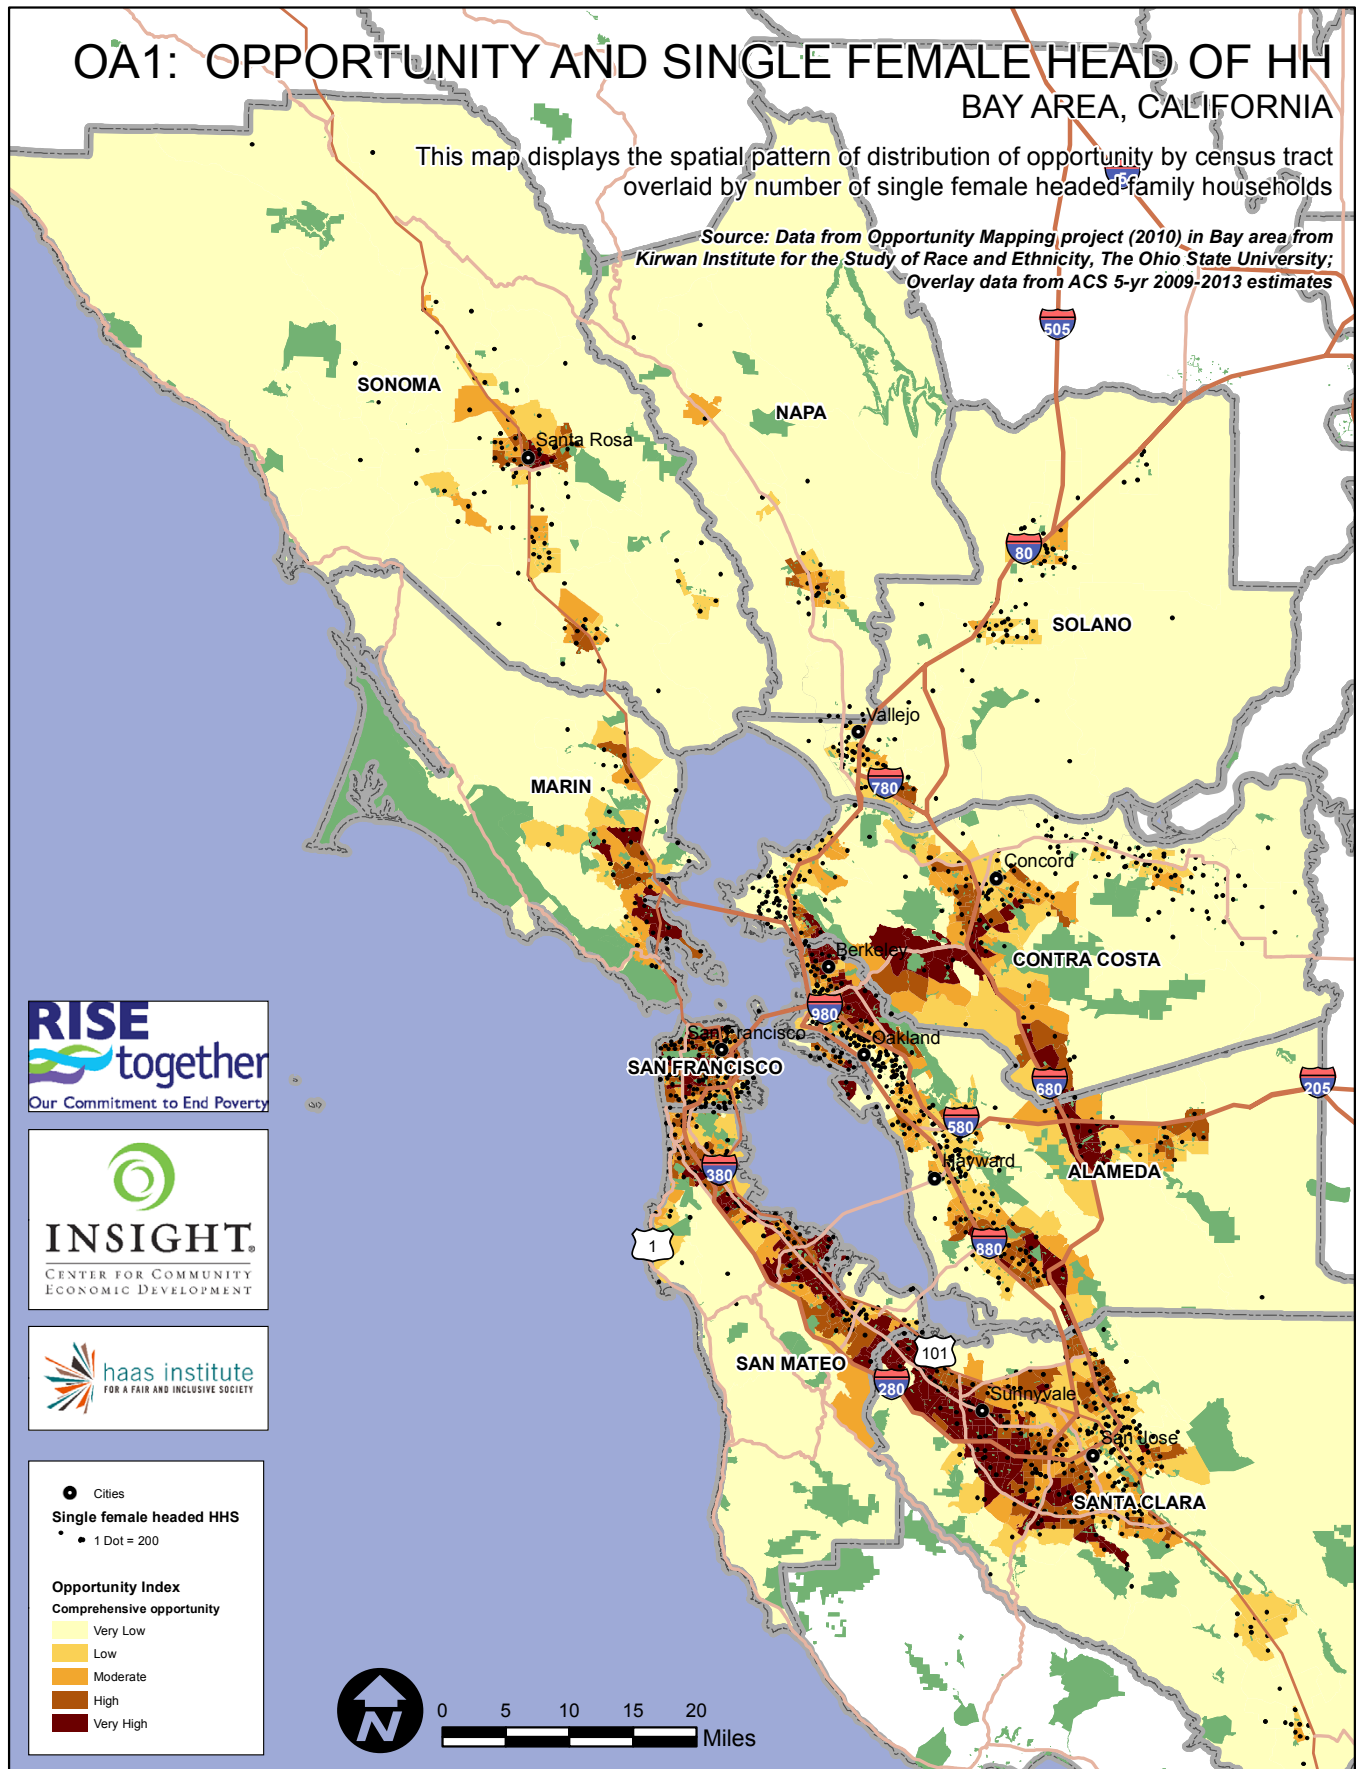 OA1: OPPORTUNITY AND SINGLE FEMALE HEAD OF HH
BAY AREA, CALIFORNIA
This map displays the spatial pattern of distribution of opportunity by census tract
overlaid by number of single female headed family households
Source: Data from Opportunity Mapping project (2010) in Bay area from
Kirwan Institute for the Study of Race and Ethnicity, The Ohio State University;
Overlay data from ACS 5-yr 2009-2013 estimates
5
505
SONOMA
NAPA
Santa Rosa
80
SOLANO
Vallejo
780
MARIN
Concord
Berkeley
CONTRA COSTA
980
San Francisco
Oakland
SAN FRANCISCO
680
205
580
Hayward
380
ALAMEDA
1
880
101
SAN MATEO
280
Sunnyvale
San Jose
SANTA CLARA
RISE
together
Our Commitment to End Poverty
INSIGHT®
CENTER FOR COMMUNITY
ECONOMIC DEVELOPMENT
haas institute
FOR A FAIR AND INCLUSIVE SOCIETY
Cities
Single female headed HHS
1 Dot = 200
Opportunity Index
Comprehensive opportunity
Very Low
Low
Moderate
High
Very High
N
0 5 10 15 20
Miles